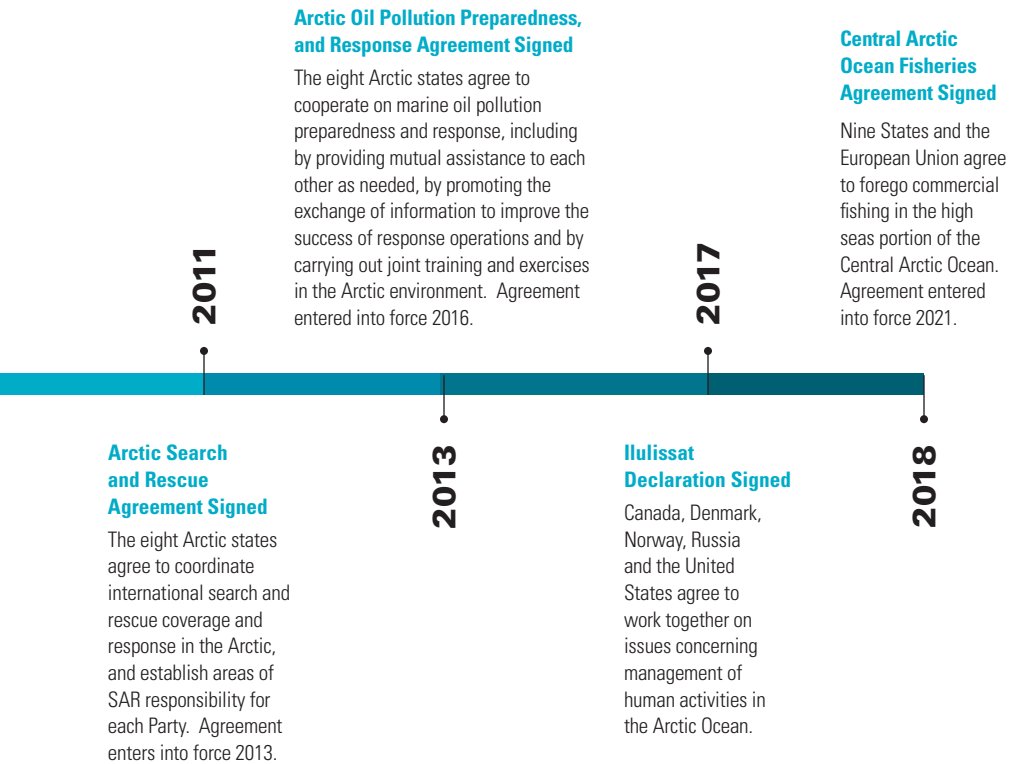 2011
Arctic Search
and Rescue
Agreement Signed
The eight Arctic states
agree to coordinate
international search and
rescue coverage and
response in the Arctic,
and establish areas of
SAR responsibility for
each Party.  Agreement
enters into force 2013.
Arctic Oil Pollution Preparedness,
and Response Agreement Signed
The eight Arctic states agree to
cooperate on marine oil pollution
preparedness and response, including
by providing mutual assistance to each
other as needed, by promoting the
exchange of information to improve the
success of response operations and by
carrying out joint training and exercises
in the Arctic environment.  Agreement
entered into force 2016.
2013
2017
Ilulissat
Declaration Signed
Canada, Denmark,
Norway, Russia
and the United
States agree to
work together on
issues concerning
management of
human activities in
the Arctic Ocean.
Central Arctic
Ocean Fisheries
Agreement Signed
Nine States and the
European Union agree
to forego commercial
fishing in the high
seas portion of the
Central Arctic Ocean.
Agreement entered
into force 2021.
2018